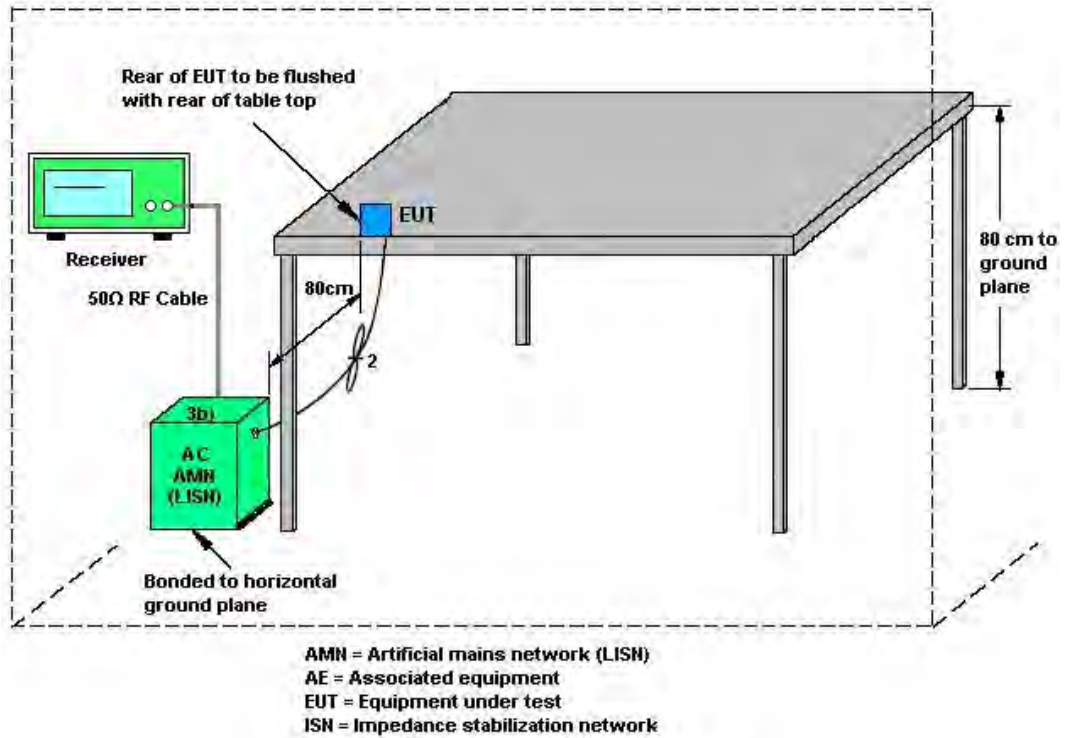 Rear of EUT to be flushed
with rear of table top
EUT
Receiver
50Ω RF Cable
80cm
2
80 cm to
ground
plane
3b)
AC
AMN
(LISN)
Bonded to horizontal
ground plane
AMN = Artificial mains network (LISN)
AE = Associated equipment
EUT = Equipment under test
ISN = Impedance stabilization network